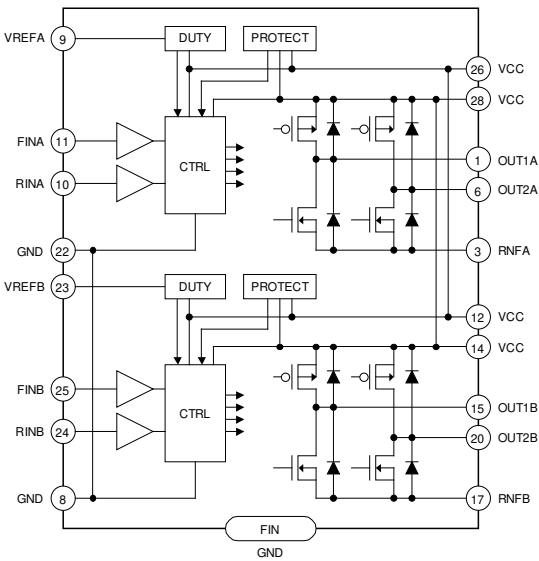 VREFA 9 DUTY PROTECT
26 VCC
28 VCC
FINA 11
CTRL
1 OUT1A
RINA 10
6 OUT2A
GND 22
3 RNFA
VREFB 23 DUTY PROTECT
12 VCC
14 VCC
FINB 25
CTRL
15 OUT1B
RINB 24
20 OUT2B
GND 8
17 RNFB
FIN
GND